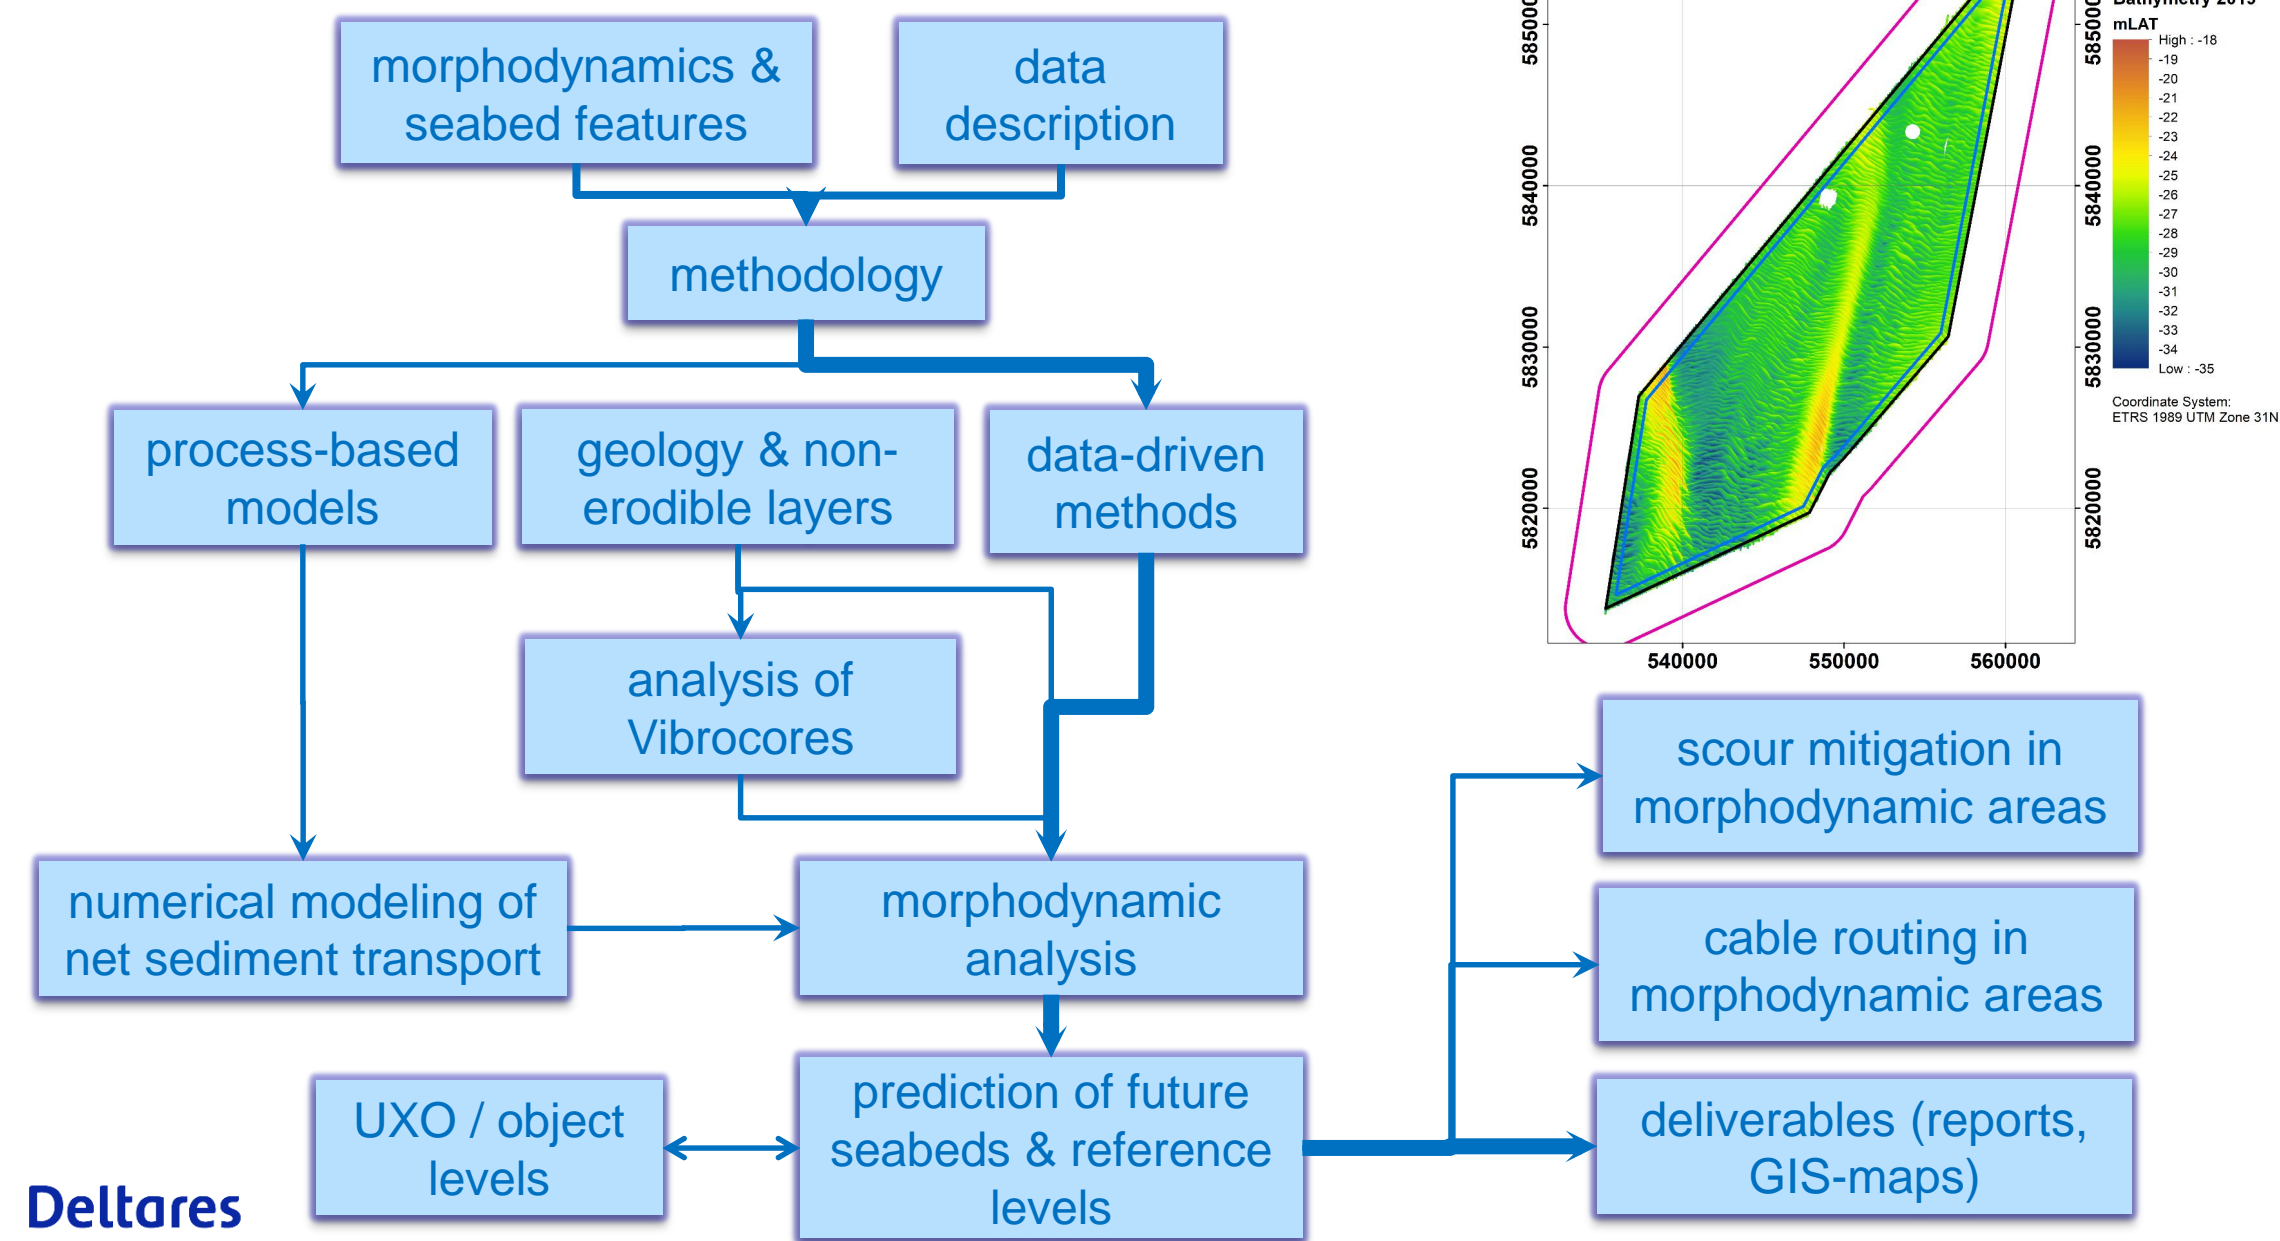 morphodynamics &
seabed features
data
description
methodology
process-based
models
geology & non-
erodible layers
data-driven
methods
analysis of
Vibrocores
numerical modeling of
net sediment transport
morphodynamic
analysis
UXO / object
levels
prediction of future
seabeds & reference
levels
scour mitigation in
morphodynamic areas
cable routing in
morphodynamic areas
deliverables (reports,
GIS-maps)
Deltares
5850000
5840000
5830000
5820000
540000
550000
560000
5850000
5840000
5830000
5820000
Bathymetry 2019
mLAT
High : -18
-19
-20
-21
-22
-23
-24
-25
-26
-27
-28
-29
-30
-31
-32
-33
-34
Low : -35
Coordinate System:
ETRS 1989 UTM Zone 31N